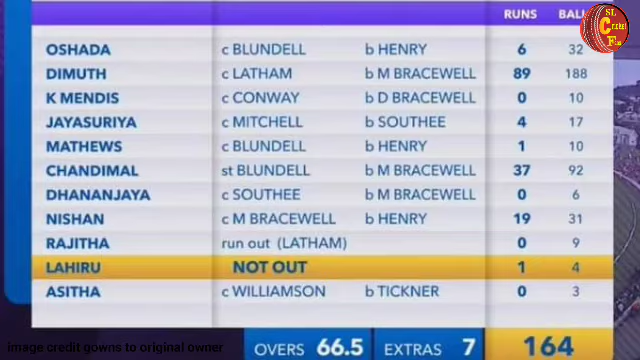 RUNS BALL
SL
Cricket
Fans
OSHADA c BLUNDELL b HENRY 6 32
DIMUTH c LATHAM b M BRACEWELL 89 188
K MENDIS c CONWAY b D BRACEWELL 0 10
JAYASURIYA c MITCHELL b SOUTHEE 4 17
MATHEWS c BLUNDELL b HENRY 1 10
CHANDIMAL st BLUNDELL b M BRACEWELL 37 92
DHANANJAYA c SOUTHEE b M BRACEWELL 0 6
NISHAN c M BRACEWELL b HENRY 19 31
RAJITHA run out (LATHAM) 0 9
LAHIRU NOT OUT 1 4
ASITHA c WILLIAMSON b TICKNER 0 3
image credit gowns to original owner
OVERS 66.5 EXTRAS 7 164